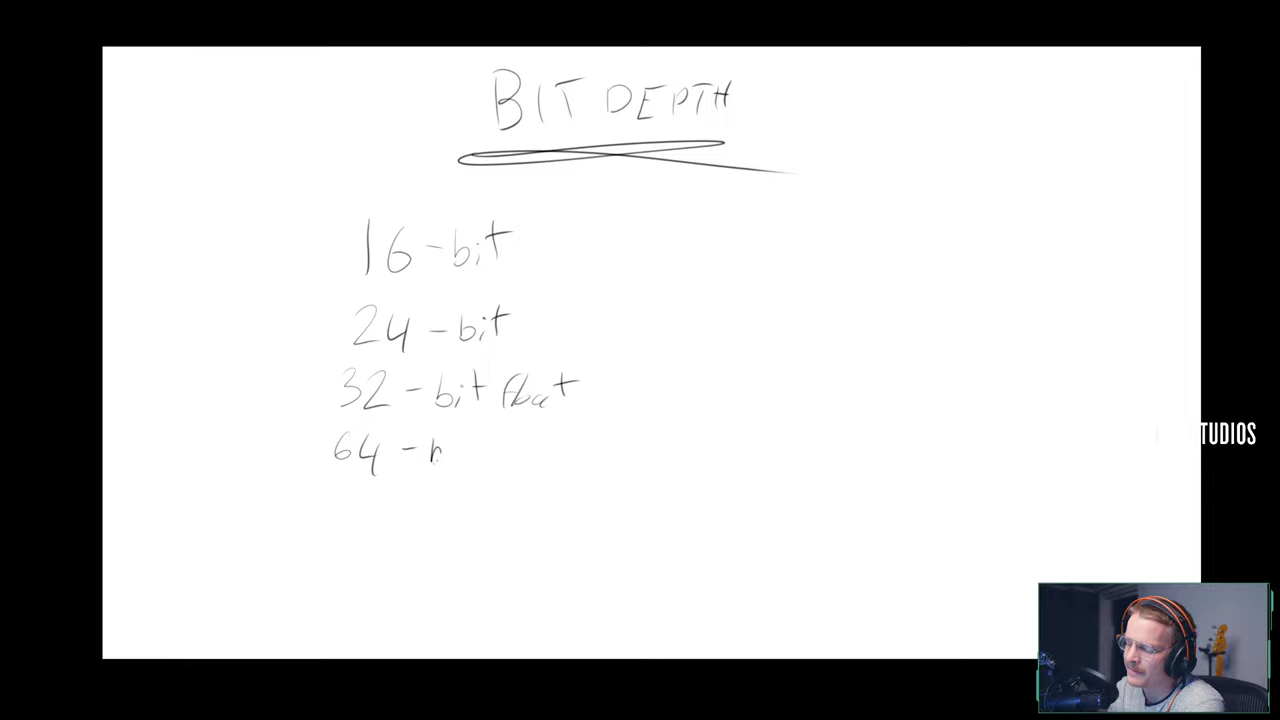 BIT DEPTH
16-bit
24-bit
32-bit float
64-b
TUDIOS